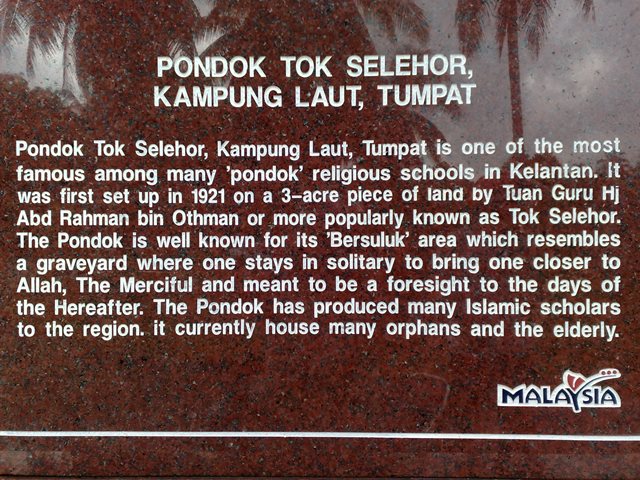 PONDOK TOK SELEHOR,
KAMPUNG LAUT, TUMPAT
Pondok Tok Selehor, Kampung Laut, Tumpat is one of the most
famous among many 'pondok' religious schools in Kelantan. It
was first set up in 1921 on a 3-acre piece of land by Tuan Guru Hj
Abd Rahman bin Othman or more popularly known as Tok Selehor.
The Pondok is well known for its 'Bersuluk' area which resembles
a graveyard where one stays in solitary to bring one closer to
Allah, The Merciful and meant to be a foresight to the days of
the Hereafter. The Pondok has produced many Islamic scholars
to the region. it currently house many orphans and the elderly.
MALAYSIA